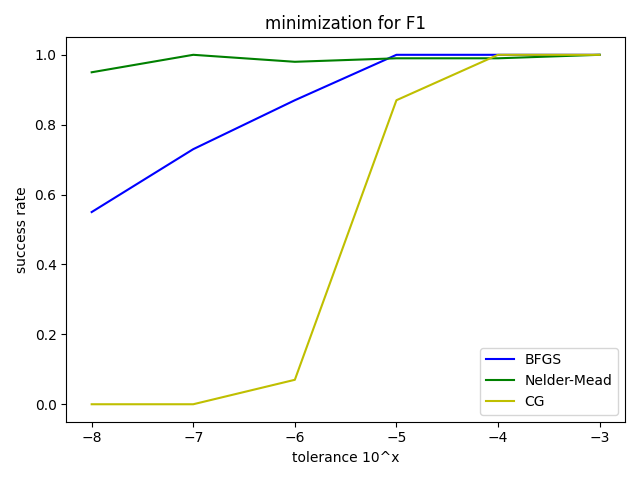 minimization for F1
success rate
1.0
0.8
0.6
0.4
0.2
0.0
−8 −7 −6 −5 −4 −3
tolerance 10^x
BFGS
Nelder-Mead
CG